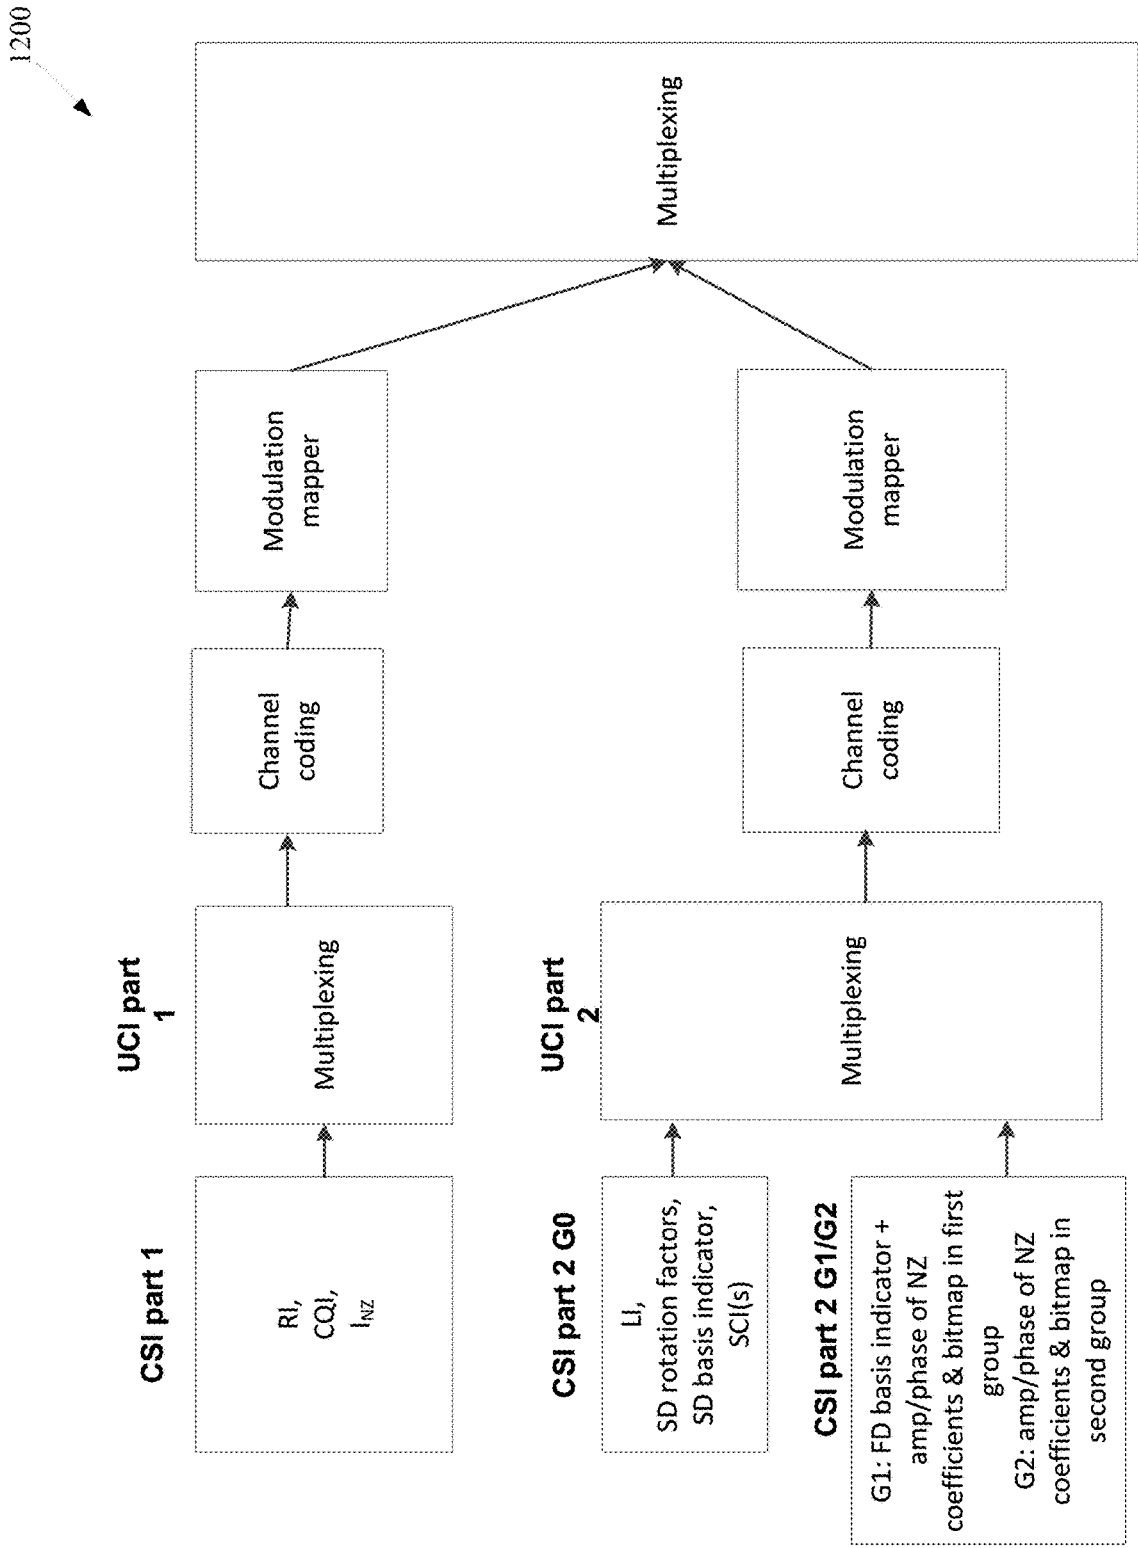 1200
CSI part 1
RI,
CQI,
I_NZ
UCI part
1
Multiplexing
Channel
coding
Modulation
mapper
Multiplexing
CSI part 2 G0
LI,
SD rotation factors,
SD basis indicator,
SCI(s)
CSI part 2 G1/G2
G1: FD basis indicator +
amp/phase of NZ
coefficients & bitmap in first
group
G2: amp/phase of NZ
coefficients & bitmap in
second group
UCI part
2
Multiplexing
Channel
coding
Modulation
mapper